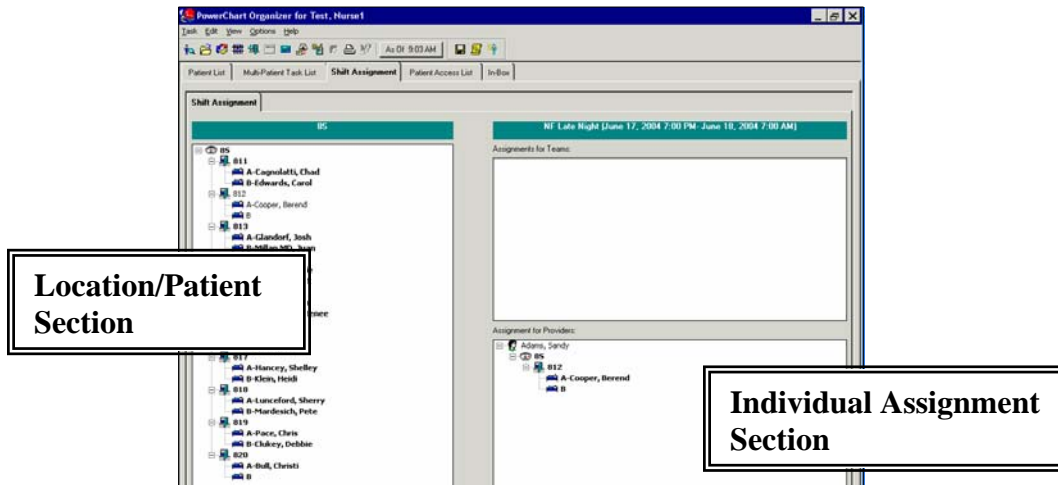 PowerChart Organizer for Test, Nurse1
Task Edit View Options Help
As Of 9:03 AM
Patient List Multi-Patient Task List Shift Assignment Patient Access List In-Box
Shift Assignment
8S
8S
811
A-Cagnolatti, Chad
B-Edwards, Carol
812
A-Cooper, Berend
B
813
A-Glandorf, Josh
B-Millan MD, Juan
Location/Patient
Section
817
A-Hancey, Shelley
B-Klein, Heidi
818
A-Lunceford, Sherry
B-Mardesich, Pete
819
A-Pace, Chris
B-Clukey, Debbie
820
A-Bull, Christi
B
NF Late Night (June 17, 2004 7:00 PM- June 18, 2004 7:00 AM)
Assignments for Teams:
Assignment for Providers:
Adams, Sandy
8S
812
A-Cooper, Berend
B
Individual Assignment
Section